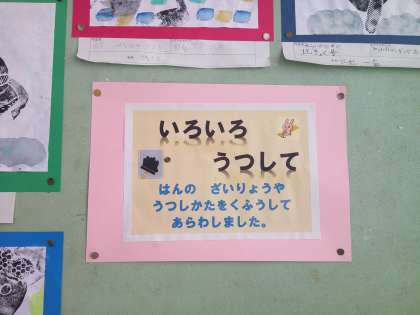 いろいろ
うつして
はんの　ざいりょうや
うつしかたをくふうして
あらわしました。